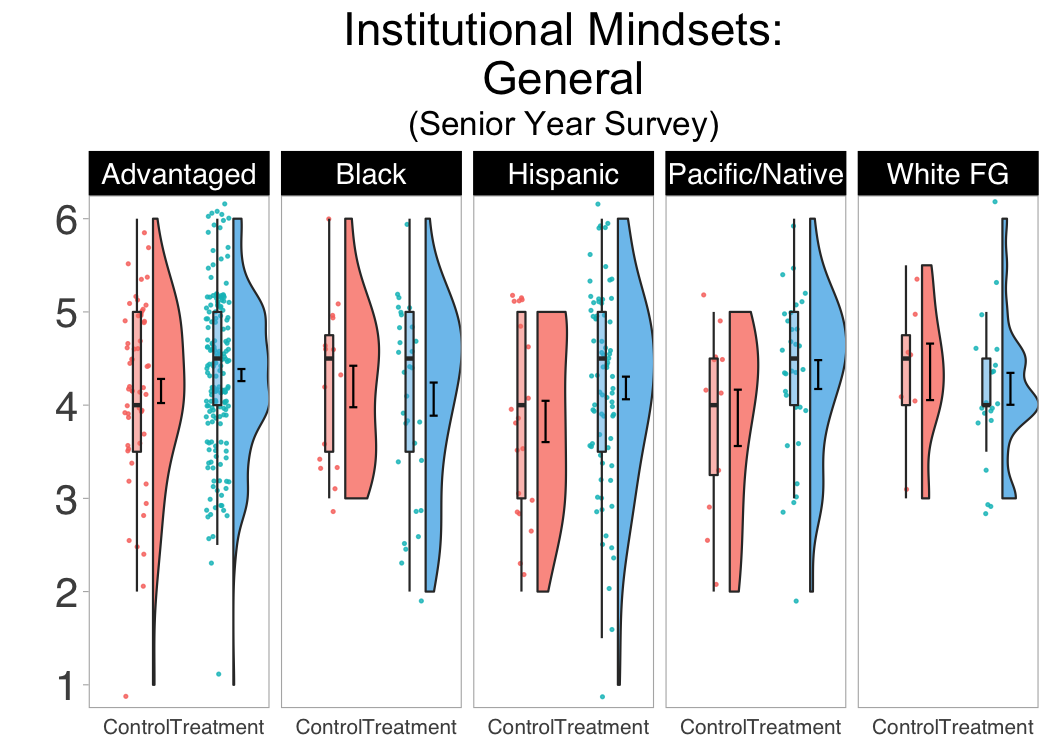 Institutional Mindsets:
General
(Senior Year Survey)
Advantaged Black Hispanic Pacific/Native White FG
6
5
4
3
2
1
ControlTreatment ControlTreatment ControlTreatment ControlTreatment ControlTreatment